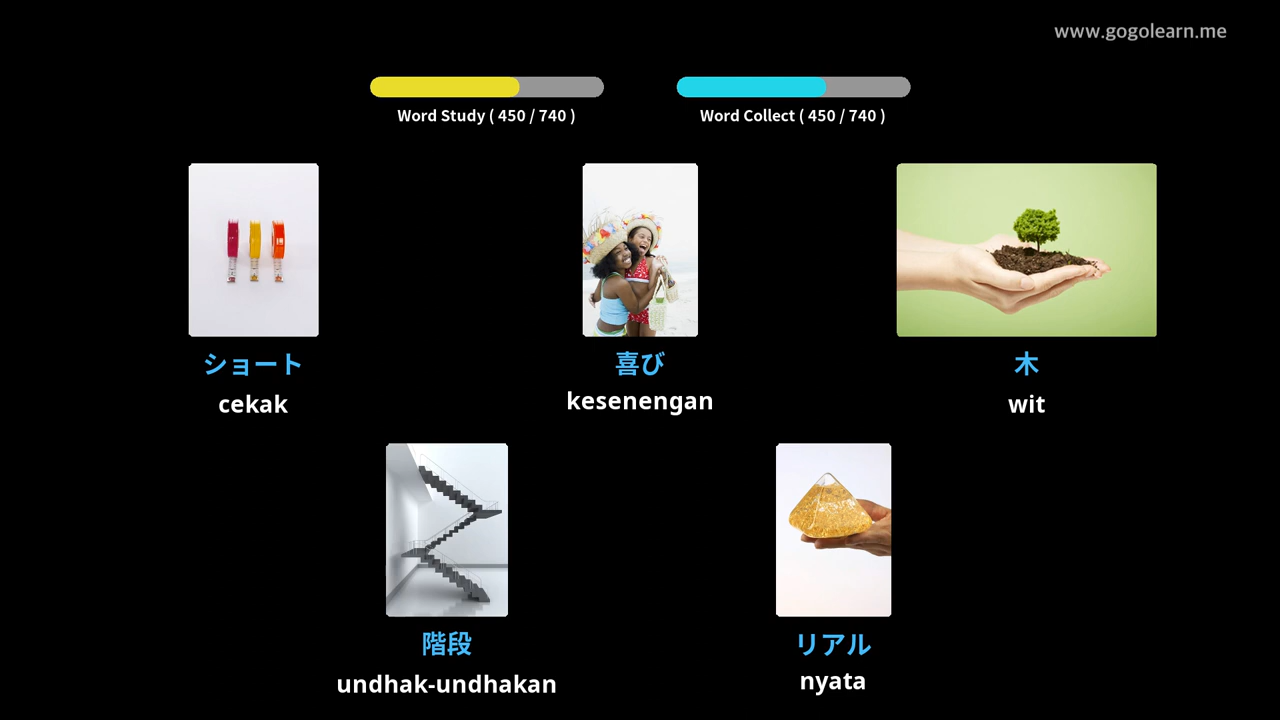 www.gogolearn.me
Word Study ( 450 / 740 )
Word Collect ( 450 / 740 )
ショート
cekak
喜び
kesenengan
木
wit
階段
undhak-undhakan
リアル
nyata